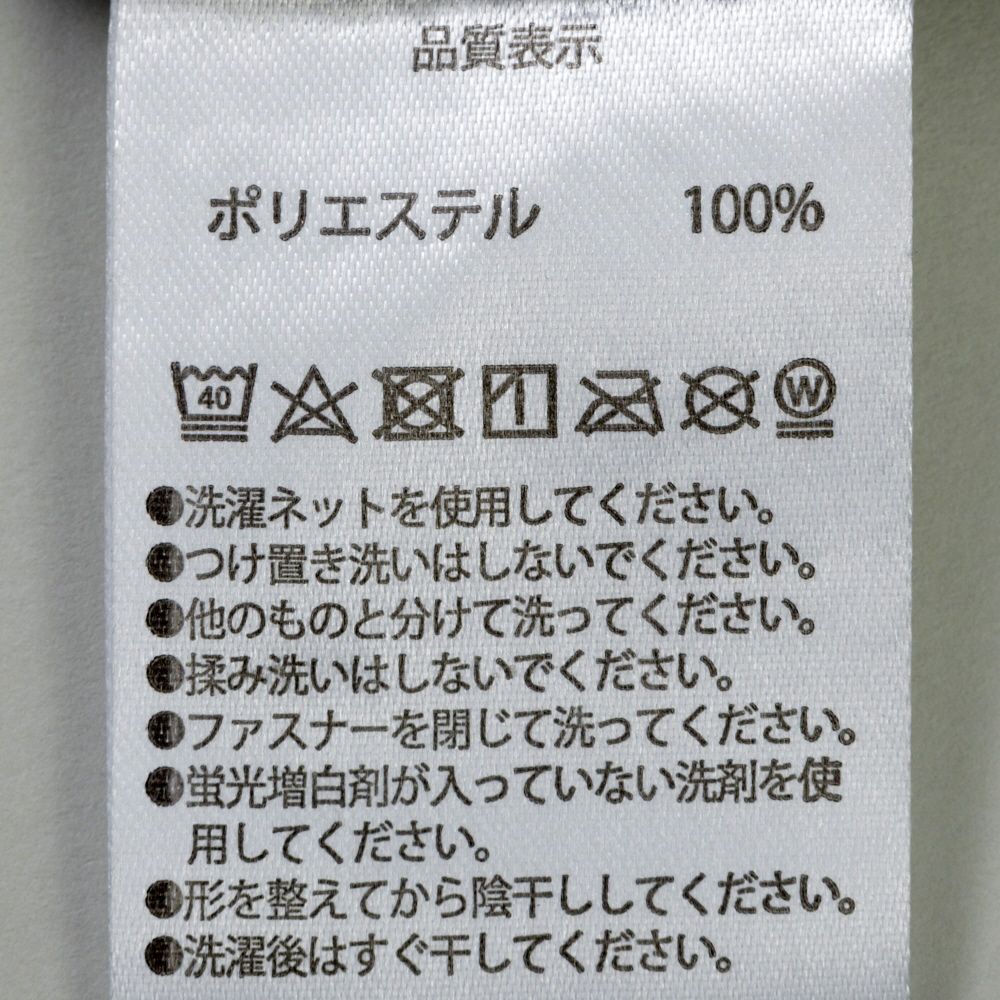 品質表示
ポリエステル 100%
40 W
●洗濯ネットを使用してください。
●つけ置き洗いはしないでください。
●他のものと分けて洗ってください。
●揉み洗いはしないでください。
●ファスナーを閉じて洗ってください。
●蛍光増白剤が入っていない洗剤を使
用してください。
●形を整えてから陰干ししてください。
●洗濯後はすぐ干してください。